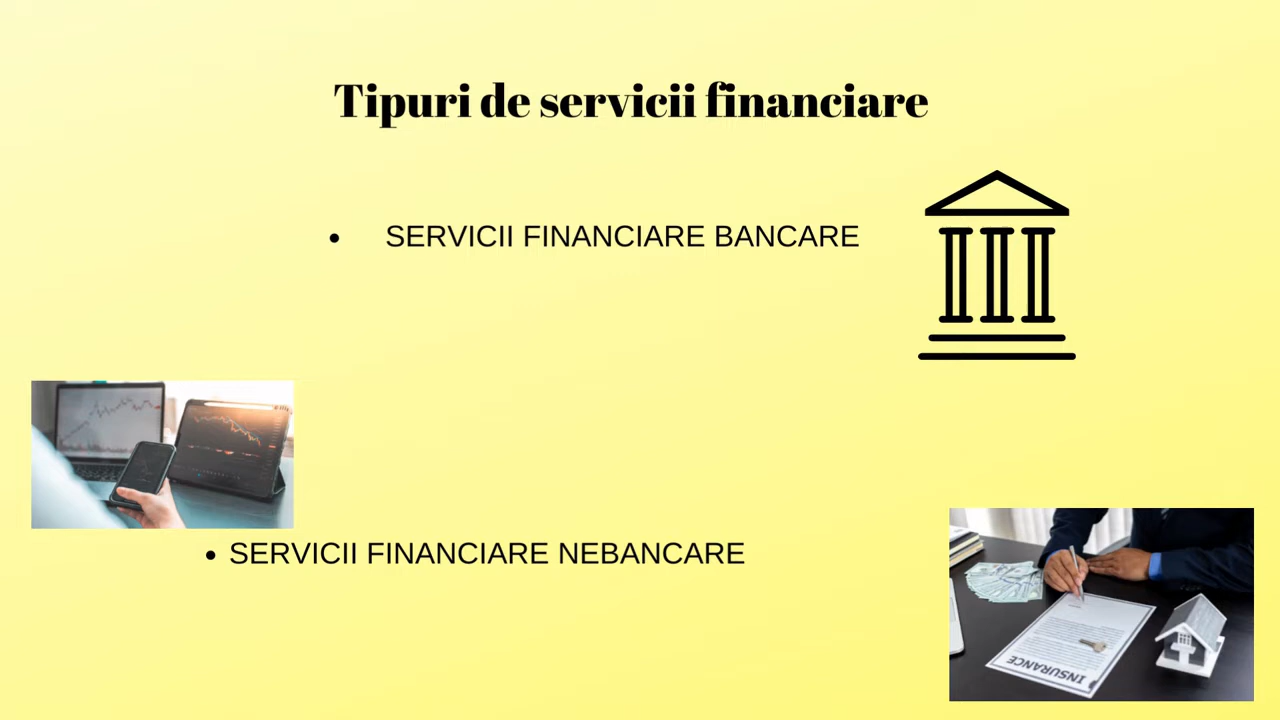 Tipuri de servicii financiare
• SERVICII FINANCIARE BANCARE
• SERVICII FINANCIARE NEBANCARE
INSURANCE